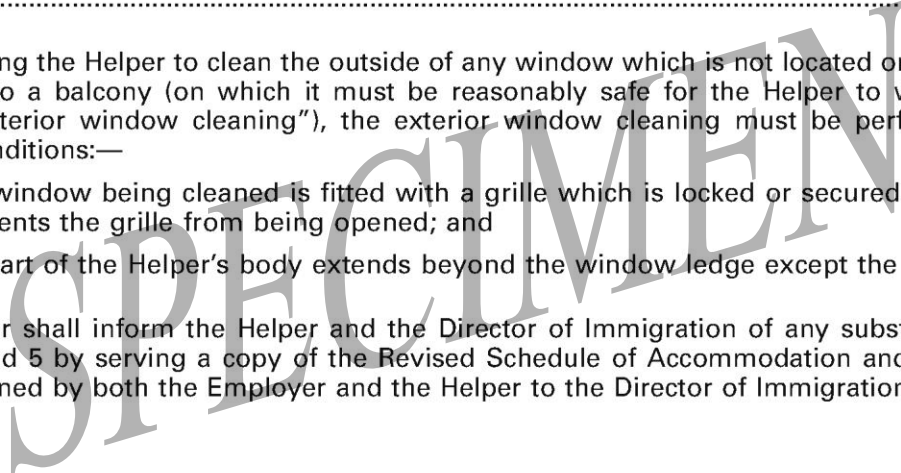 ng the Helper to clean the outside of any window which is not located o
o a balcony (on which it must be reasonably safe for the Helper to
terior window cleaning"), the exterior window cleaning must be per
nditions:—
window being cleaned is fitted with a grille which is locked or secured
ents the grille from being opened; and
art of the Helper's body extends beyond the window ledge except the
r shall inform the Helper and the Director of Immigration of any subs
d 5 by serving a copy of the Revised Schedule of Accommodation and
ned by both the Employer and the Helper to the Director of Immigration
SPECIMEN